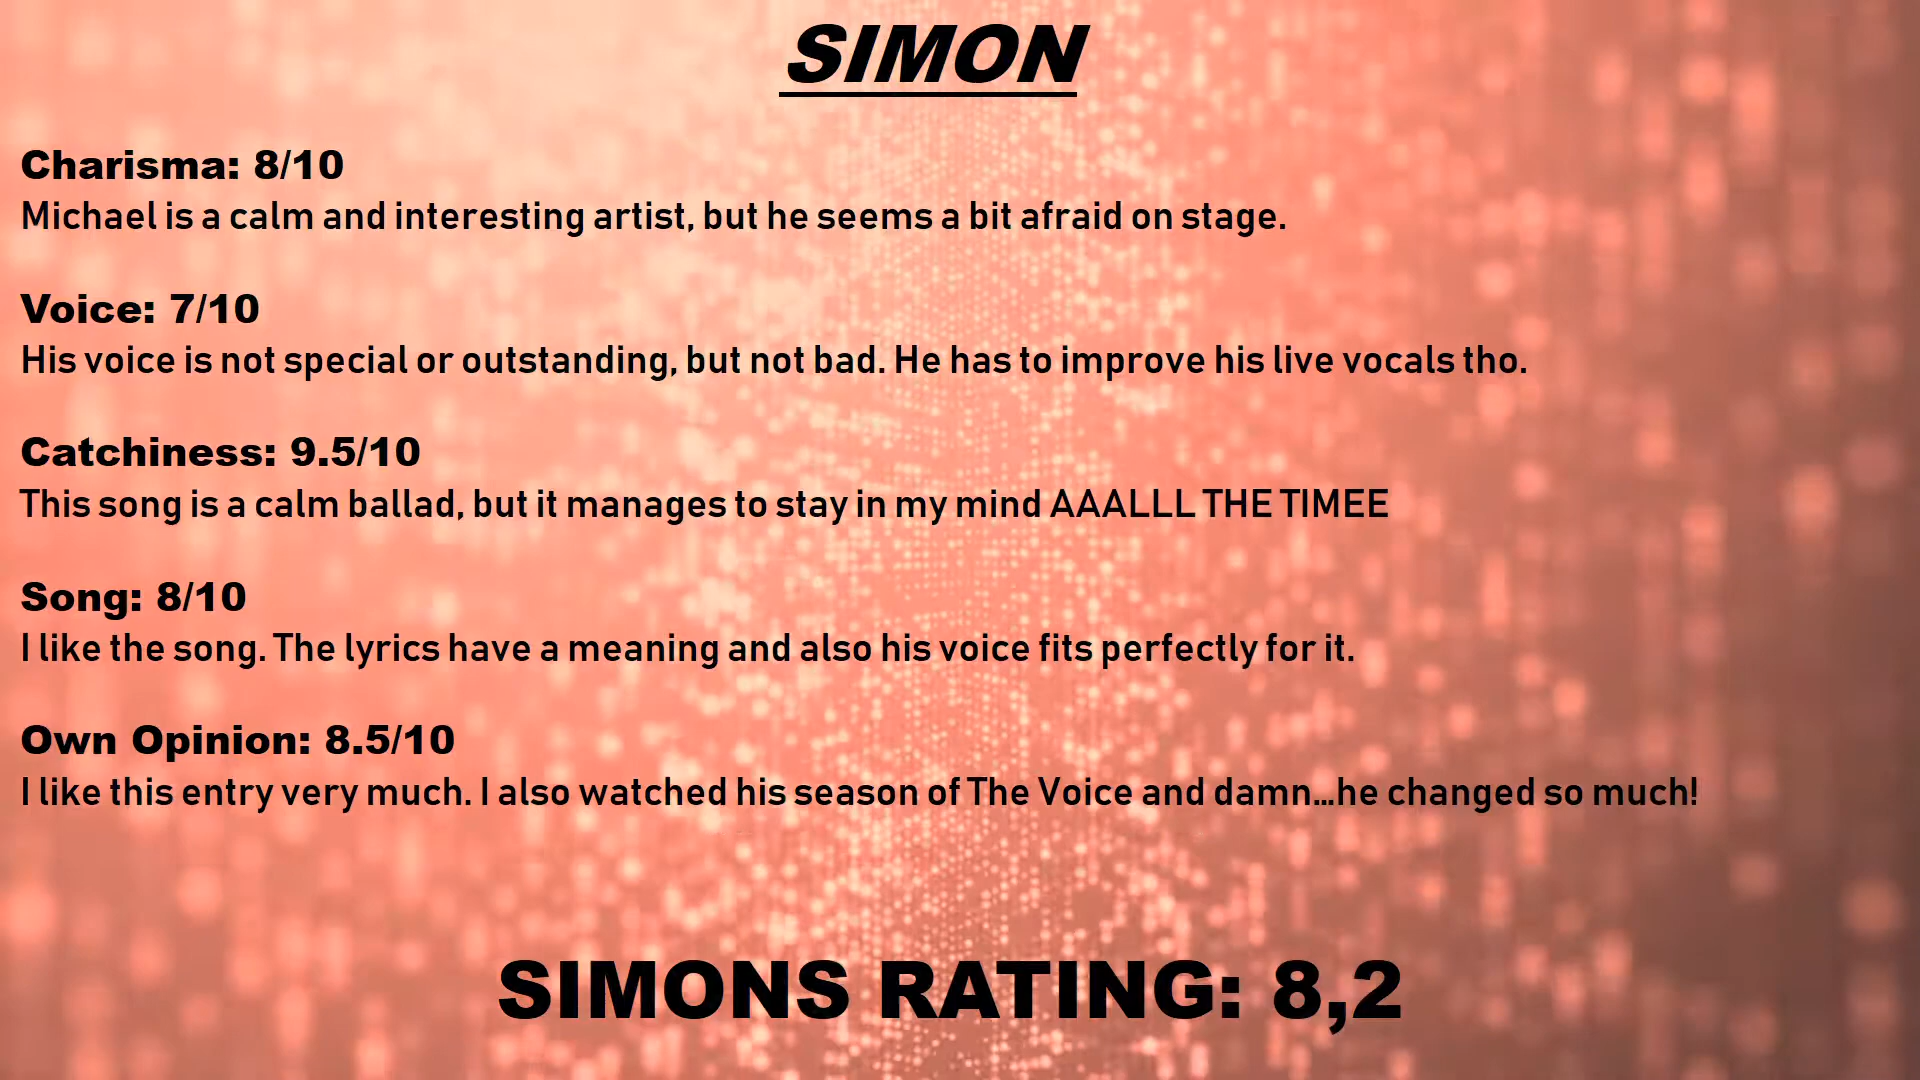 SIMON
Charisma: 8/10
Michael is a calm and interesting artist, but he seems a bit afraid on stage.
Voice: 7/10
His voice is not special or outstanding, but not bad. He has to improve his live vocals tho.
Catchiness: 9.5/10
This song is a calm ballad, but it manages to stay in my mind AAALLL THE TIMEE
Song: 8/10
I like the song. The lyrics have a meaning and also his voice fits perfectly for it.
Own Opinion: 8.5/10
I like this entry very much. I also watched his season of The Voice and damn...he changed so much!
SIMONS RATING: 8,2